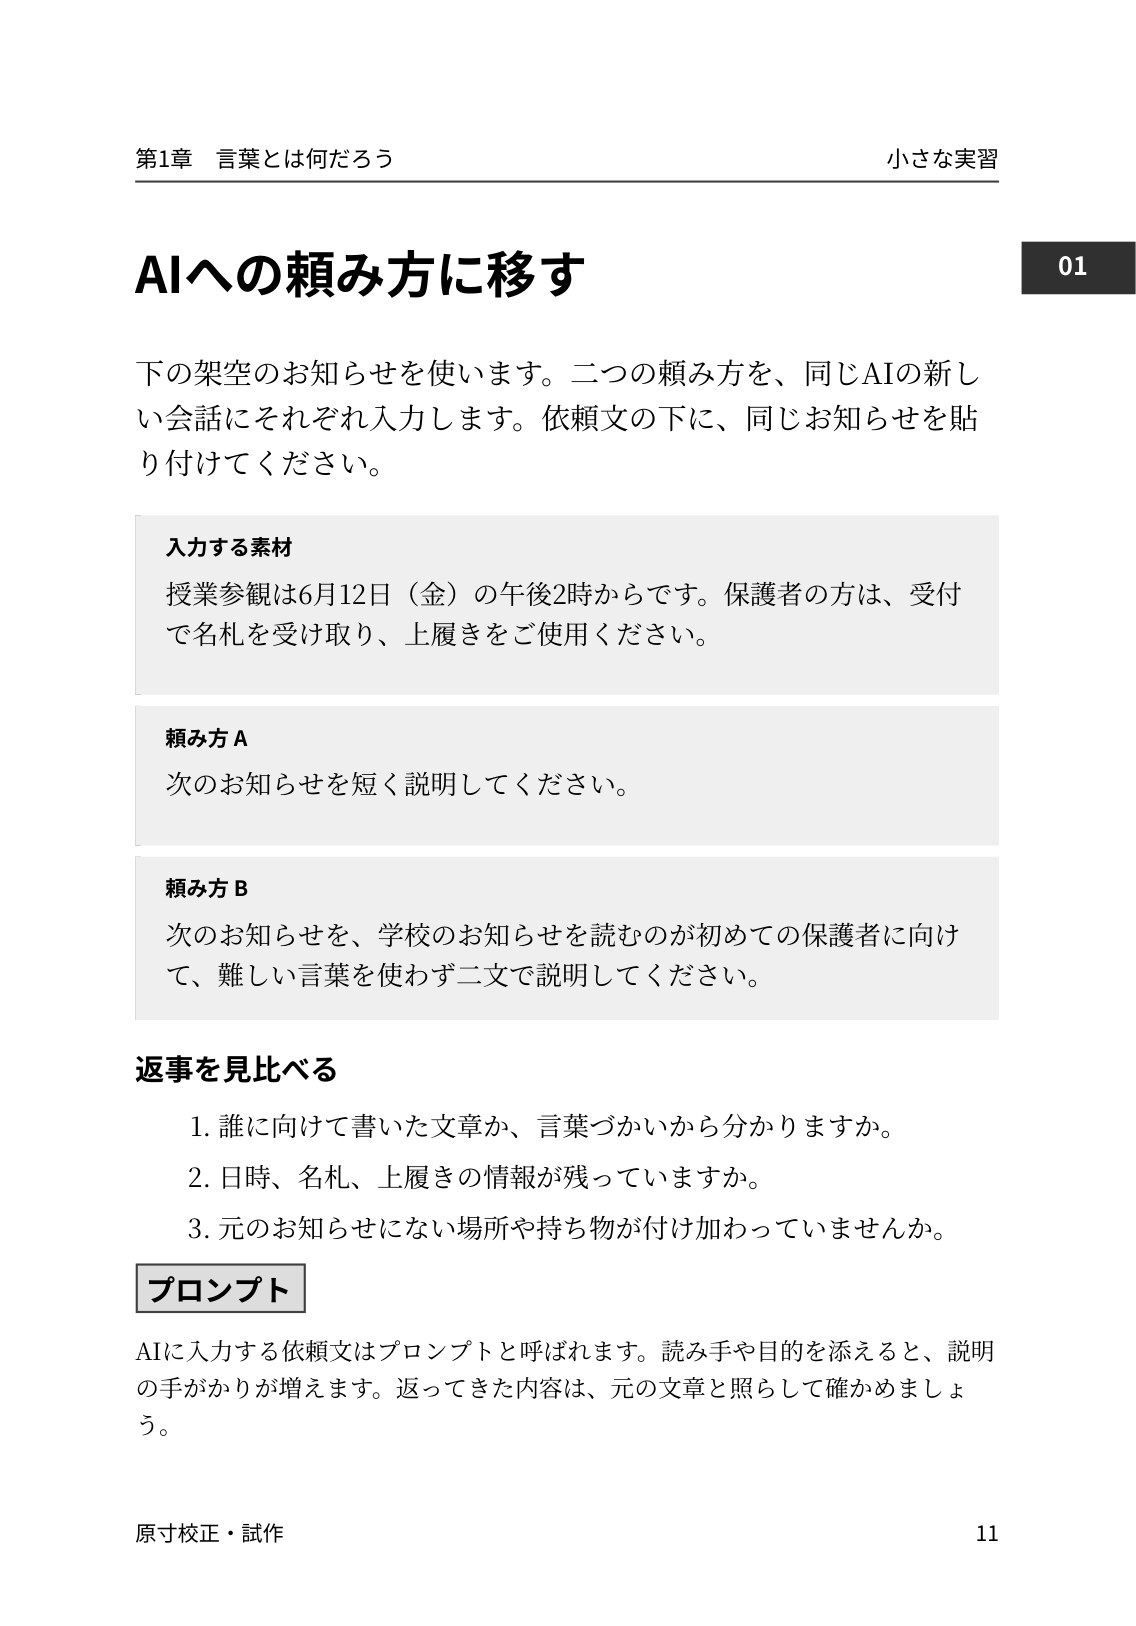 第1章　言葉とは何だろう
小さな実習
AIへの頼み方に移す
01
下の架空のお知らせを使います。二つの頼み方を、同じAIの新し
い会話にそれぞれ入力します。依頼文の下に、同じお知らせを貼
り付けてください。
入力する素材
授業参観は6月12日（金）の午後2時からです。保護者の方は、受付
で名札を受け取り、上履きをご使用ください。
頼み方 A
次のお知らせを短く説明してください。
頼み方 B
次のお知らせを、学校のお知らせを読むのが初めての保護者に向け
て、難しい言葉を使わず二文で説明してください。
返事を見比べる
1. 誰に向けて書いた文章か、言葉づかいから分かりますか。
2. 日時、名札、上履きの情報が残っていますか。
3. 元のお知らせにない場所や持ち物が付け加わっていませんか。
プロンプト
AIに入力する依頼文はプロンプトと呼ばれます。読み手や目的を添えると、説明
の手がかりが増えます。返ってきた内容は、元の文章と照らして確かめましょ
う。
原寸校正・試作
11